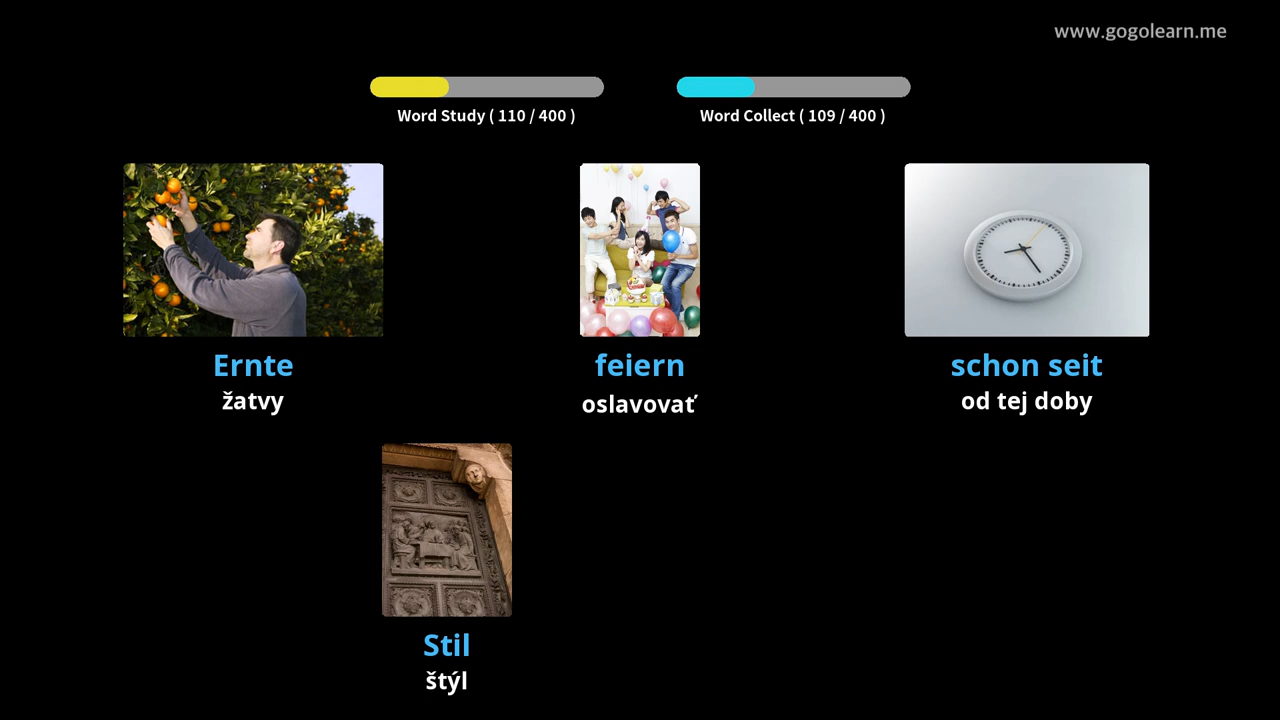 www.gogolearn.me
Word Study ( 110 / 400 )
Word Collect ( 109 / 400 )
Ernte
žatvy
feiern
oslavovať
schon seit
od tej doby
Stil
štýl